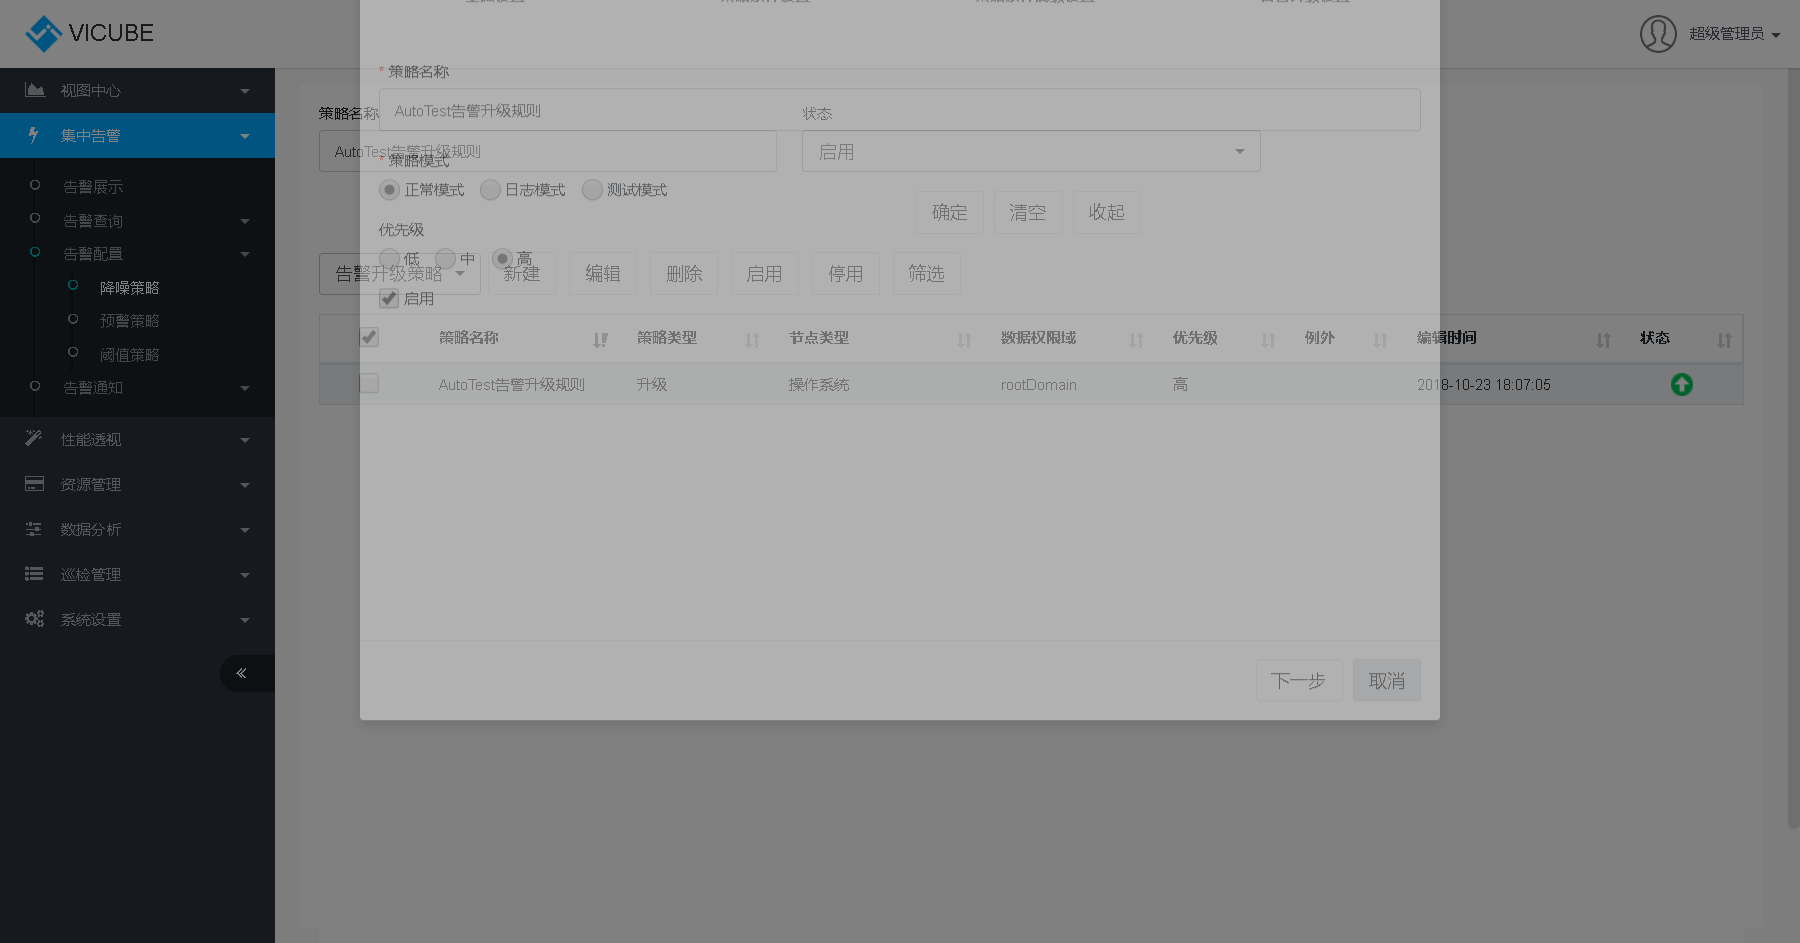 VICUBE
超级管理员
视图中心
集中告警
告警展示
告警查询
告警配置
降噪策略
预警策略
阈值策略
告警通知
性能透视
资源管理
数据分析
巡检管理
系统设置
* 策略名称
AutoTest告警升级规则
* 策略模式
正常模式 日志模式 测试模式
优先级
低 中 高
启用
下一步 取消
策略名称 状态
AutoTest告警升级规则 启用
确定 清空 收起
告警升级策略 新建 编辑 删除 启用 停用 筛选
策略名称 策略类型 节点类型 数据权限域 优先级 例外 编辑时间 状态
AutoTest告警升级规则 升级 操作系统 rootDomain 高 2018-10-23 18:07:05